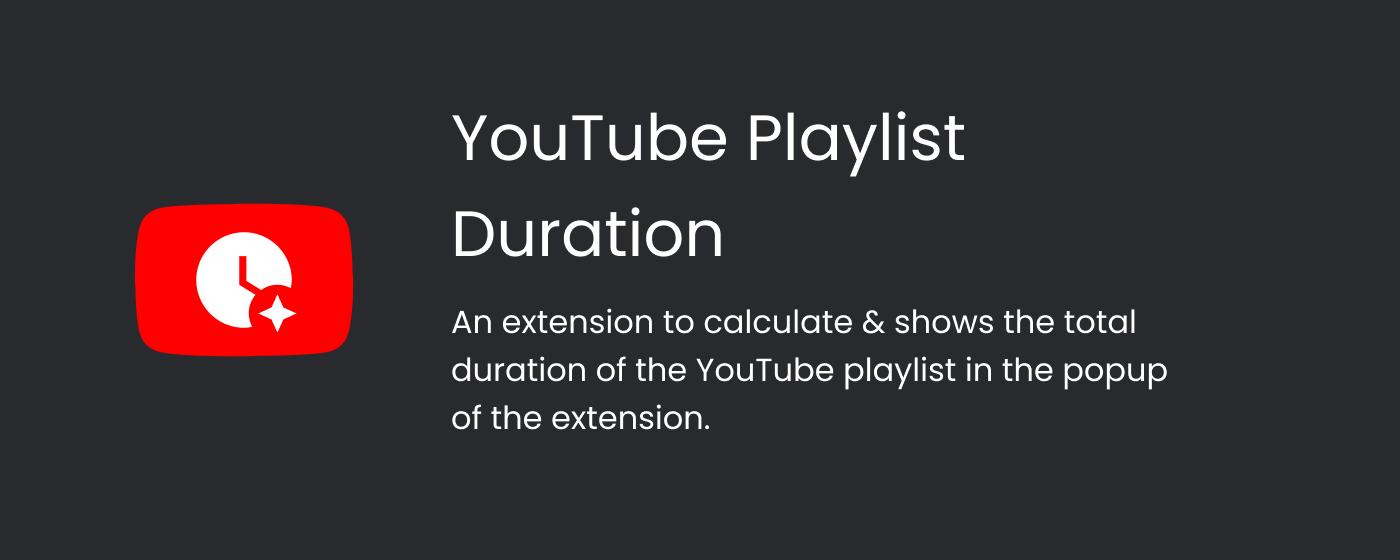 YouTube Playlist
Duration
An extension to calculate & shows the total
duration of the YouTube playlist in the popup
of the extension.